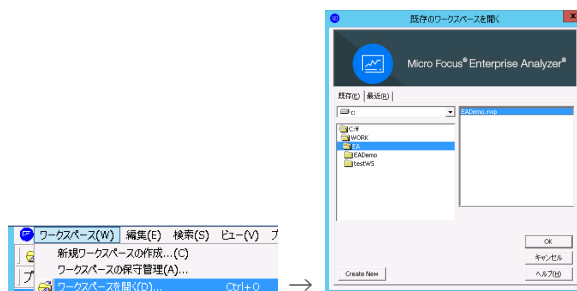 ワークスペース(W) 編集(E) 検索(S) ビュー(V)
新規ワークスペースの作成...(C)
ワークスペースの保守管理(A)...
ワークスペースを開く(O)... Ctrl+O
→
既存のワークスペースを開く
x
Micro Focus® Enterprise Analyzer®
既存(E) 最近(R)
c:
EADemo.rwp
C:¥
WORK
EA
EADemo
testWS
OK
キャンセル
Create New ヘルプ(H)